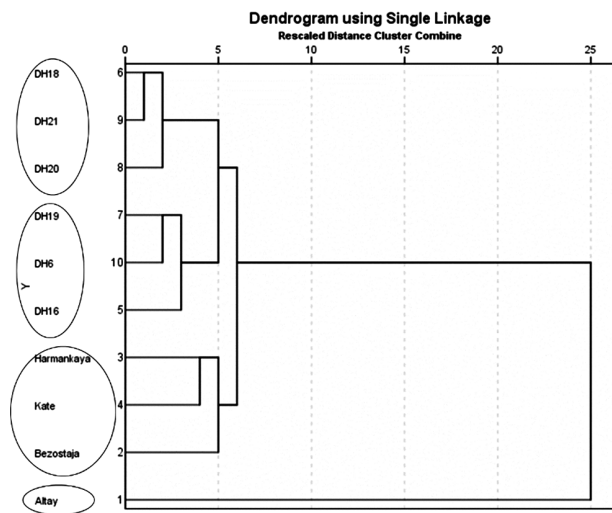 Dendrogram using Single Linkage
Rescaled Distance Cluster Combine
0 5 10 15 20 25
DH18 6
DH21 9
DH20 8
DH19 7
DH6 10
Y
DH16 5
Harmankaya 3
Kate 4
Bezostaja 2
Altay 1